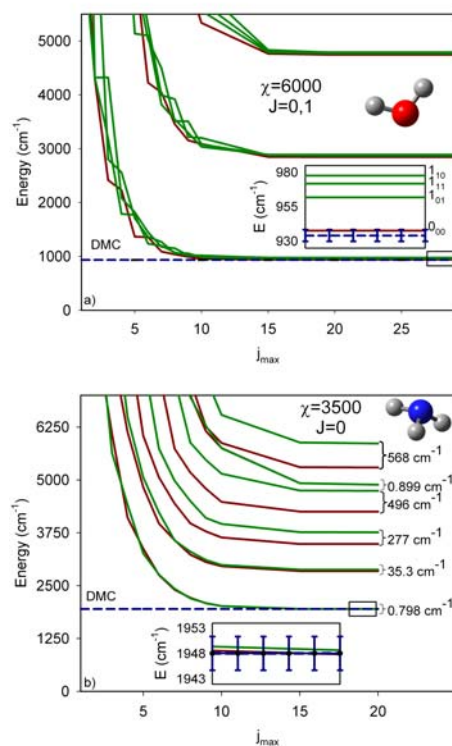 5000
4000
3000
2000
1000
0
Energy (cm⁻¹)
χ=6000
J=0,1
980
955
930
E (cm⁻¹)
1₁₀
1₁₁
1₀₁
0₀₀
DMC
a)
5 10 15 20 25
jₘₐₓ
6250
5000
3750
2500
1250
0
Energy (cm⁻¹)
χ=3500
J=0
568 cm⁻¹
0.899 cm⁻¹
496 cm⁻¹
277 cm⁻¹
35.3 cm⁻¹
0.798 cm⁻¹
DMC
1953
1948
1943
E (cm⁻¹)
b)
5 10 15 20
jₘₐₓ